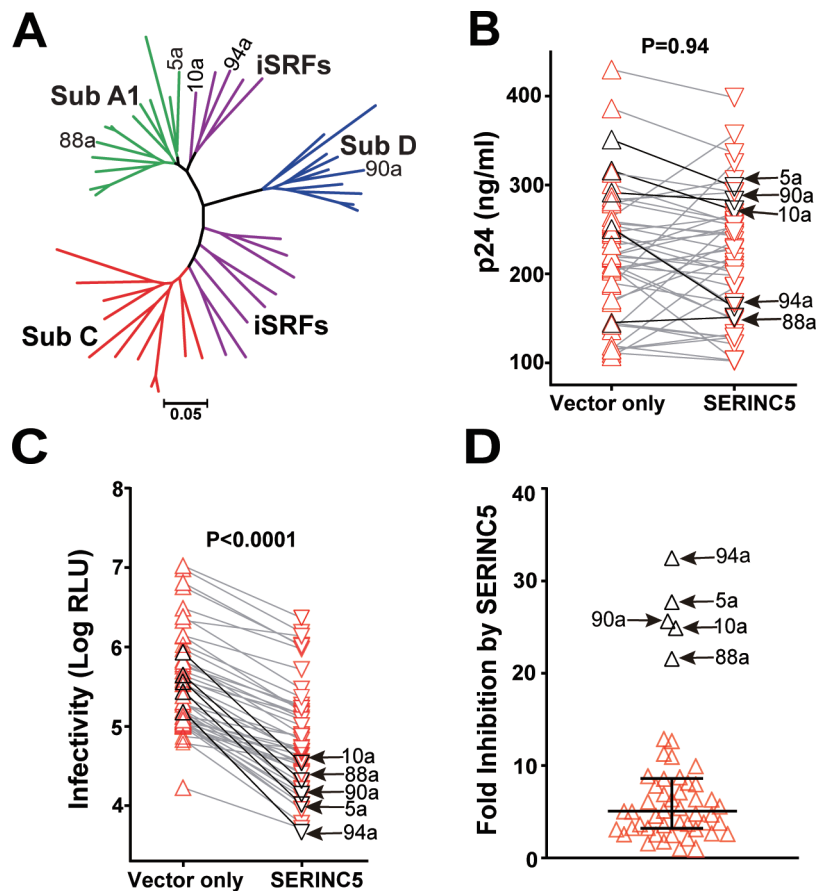 A
5a
10a
94a
iSRFs
Sub A1
88a
Sub D
90a
Sub C
iSRFs
0.05
B
P=0.94
p24 (ng/ml)
400
300
200
100
5a
90a
10a
94a
88a
Vector only
SERINC5
C
P<0.0001
Infectivity (Log RLU)
8
7
6
5
4
10a
88a
90a
5a
94a
Vector only
SERINC5
D
Fold Inhibition by SERINC5
40
30
20
10
0
94a
5a
90a
10a
88a